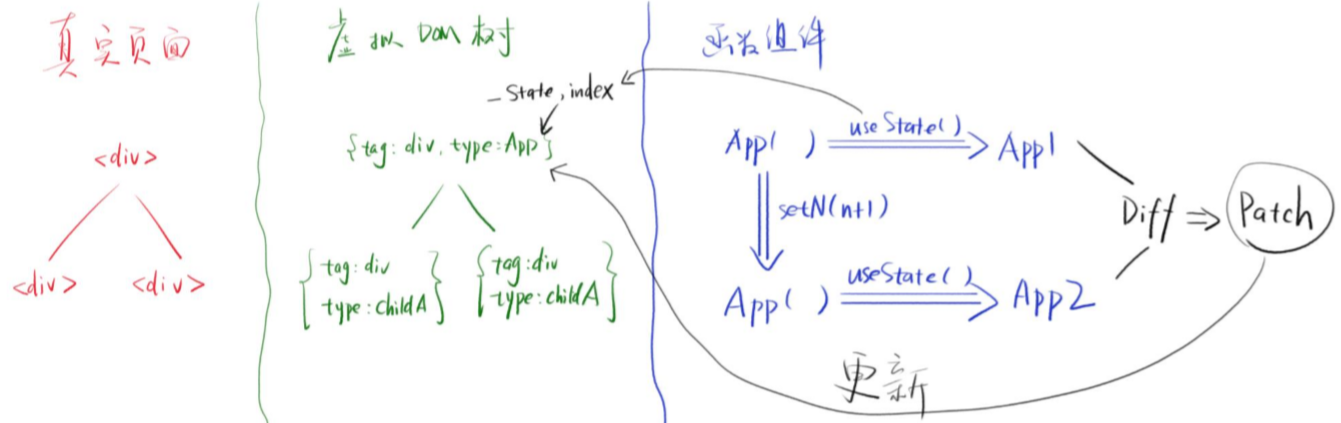 真实页面
<div>
<div> <div>
虚拟 DOM 树
_State, index
{tag: div, type: App}
{tag: div
type: childA}
{tag: div
type: childA}
函数组件
App( ) useState() App1
setN(n+1)
App( ) useState() App2
Diff ⇒ Patch
更新